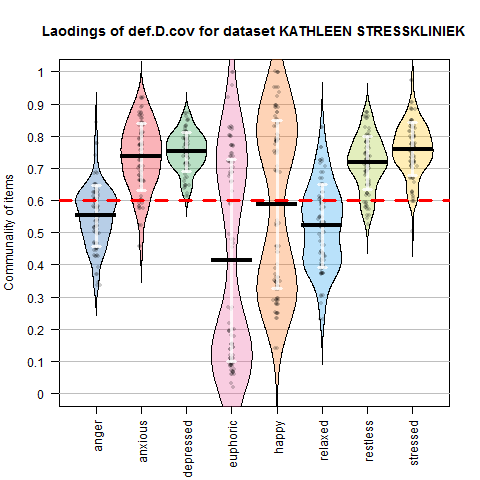 Laodings of def.D.cov for dataset KATHLEEN STRESSKLINIEK
Communality of items
1
0.9
0.8
0.7
0.6
0.5
0.4
0.3
0.2
0.1
0
anger
anxious
depressed
euphoric
happy
relaxed
restless
stressed